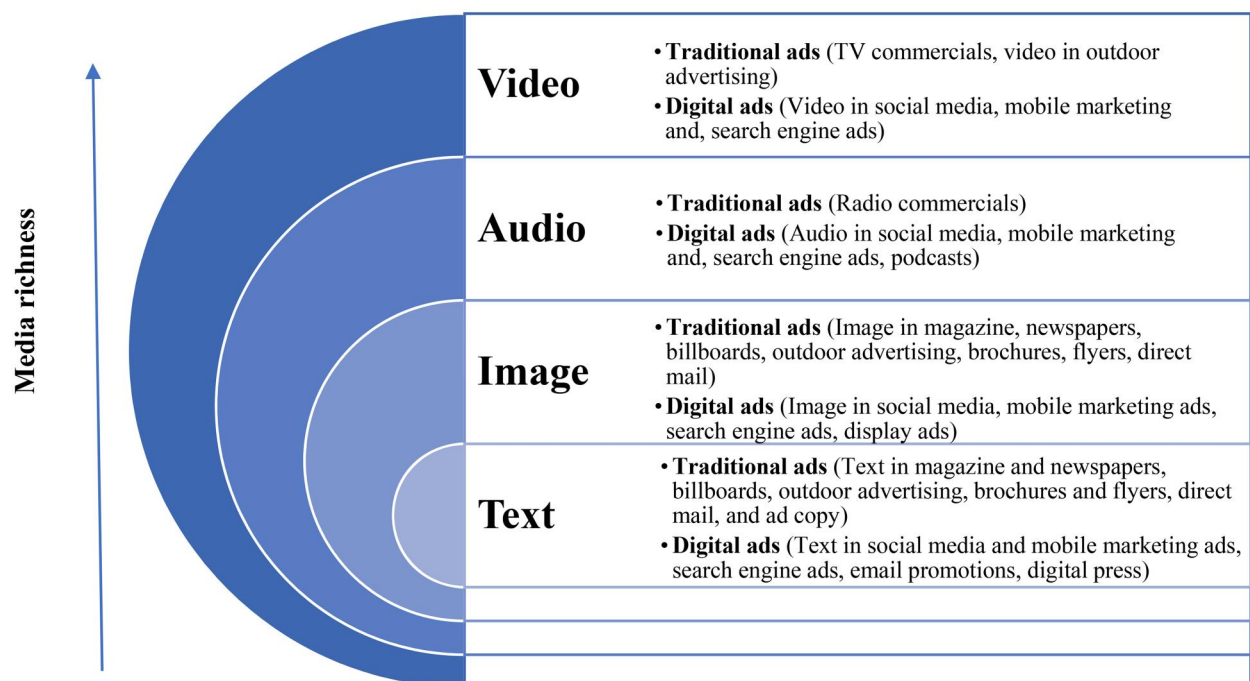 Media richness
Video
• Traditional ads (TV commercials, video in outdoor
advertising)
• Digital ads (Video in social media, mobile marketing
and, search engine ads)
Audio
• Traditional ads (Radio commercials)
• Digital ads (Audio in social media, mobile marketing
and, search engine ads, podcasts)
Image
• Traditional ads (Image in magazine, newspapers,
billboards, outdoor advertising, brochures, flyers, direct
mail)
• Digital ads (Image in social media, mobile marketing ads,
search engine ads, display ads)
Text
• Traditional ads (Text in magazine and newspapers,
billboards, outdoor advertising, brochures and flyers, direct
mail, and ad copy)
• Digital ads (Text in social media and mobile marketing ads,
search engine ads, email promotions, digital press)